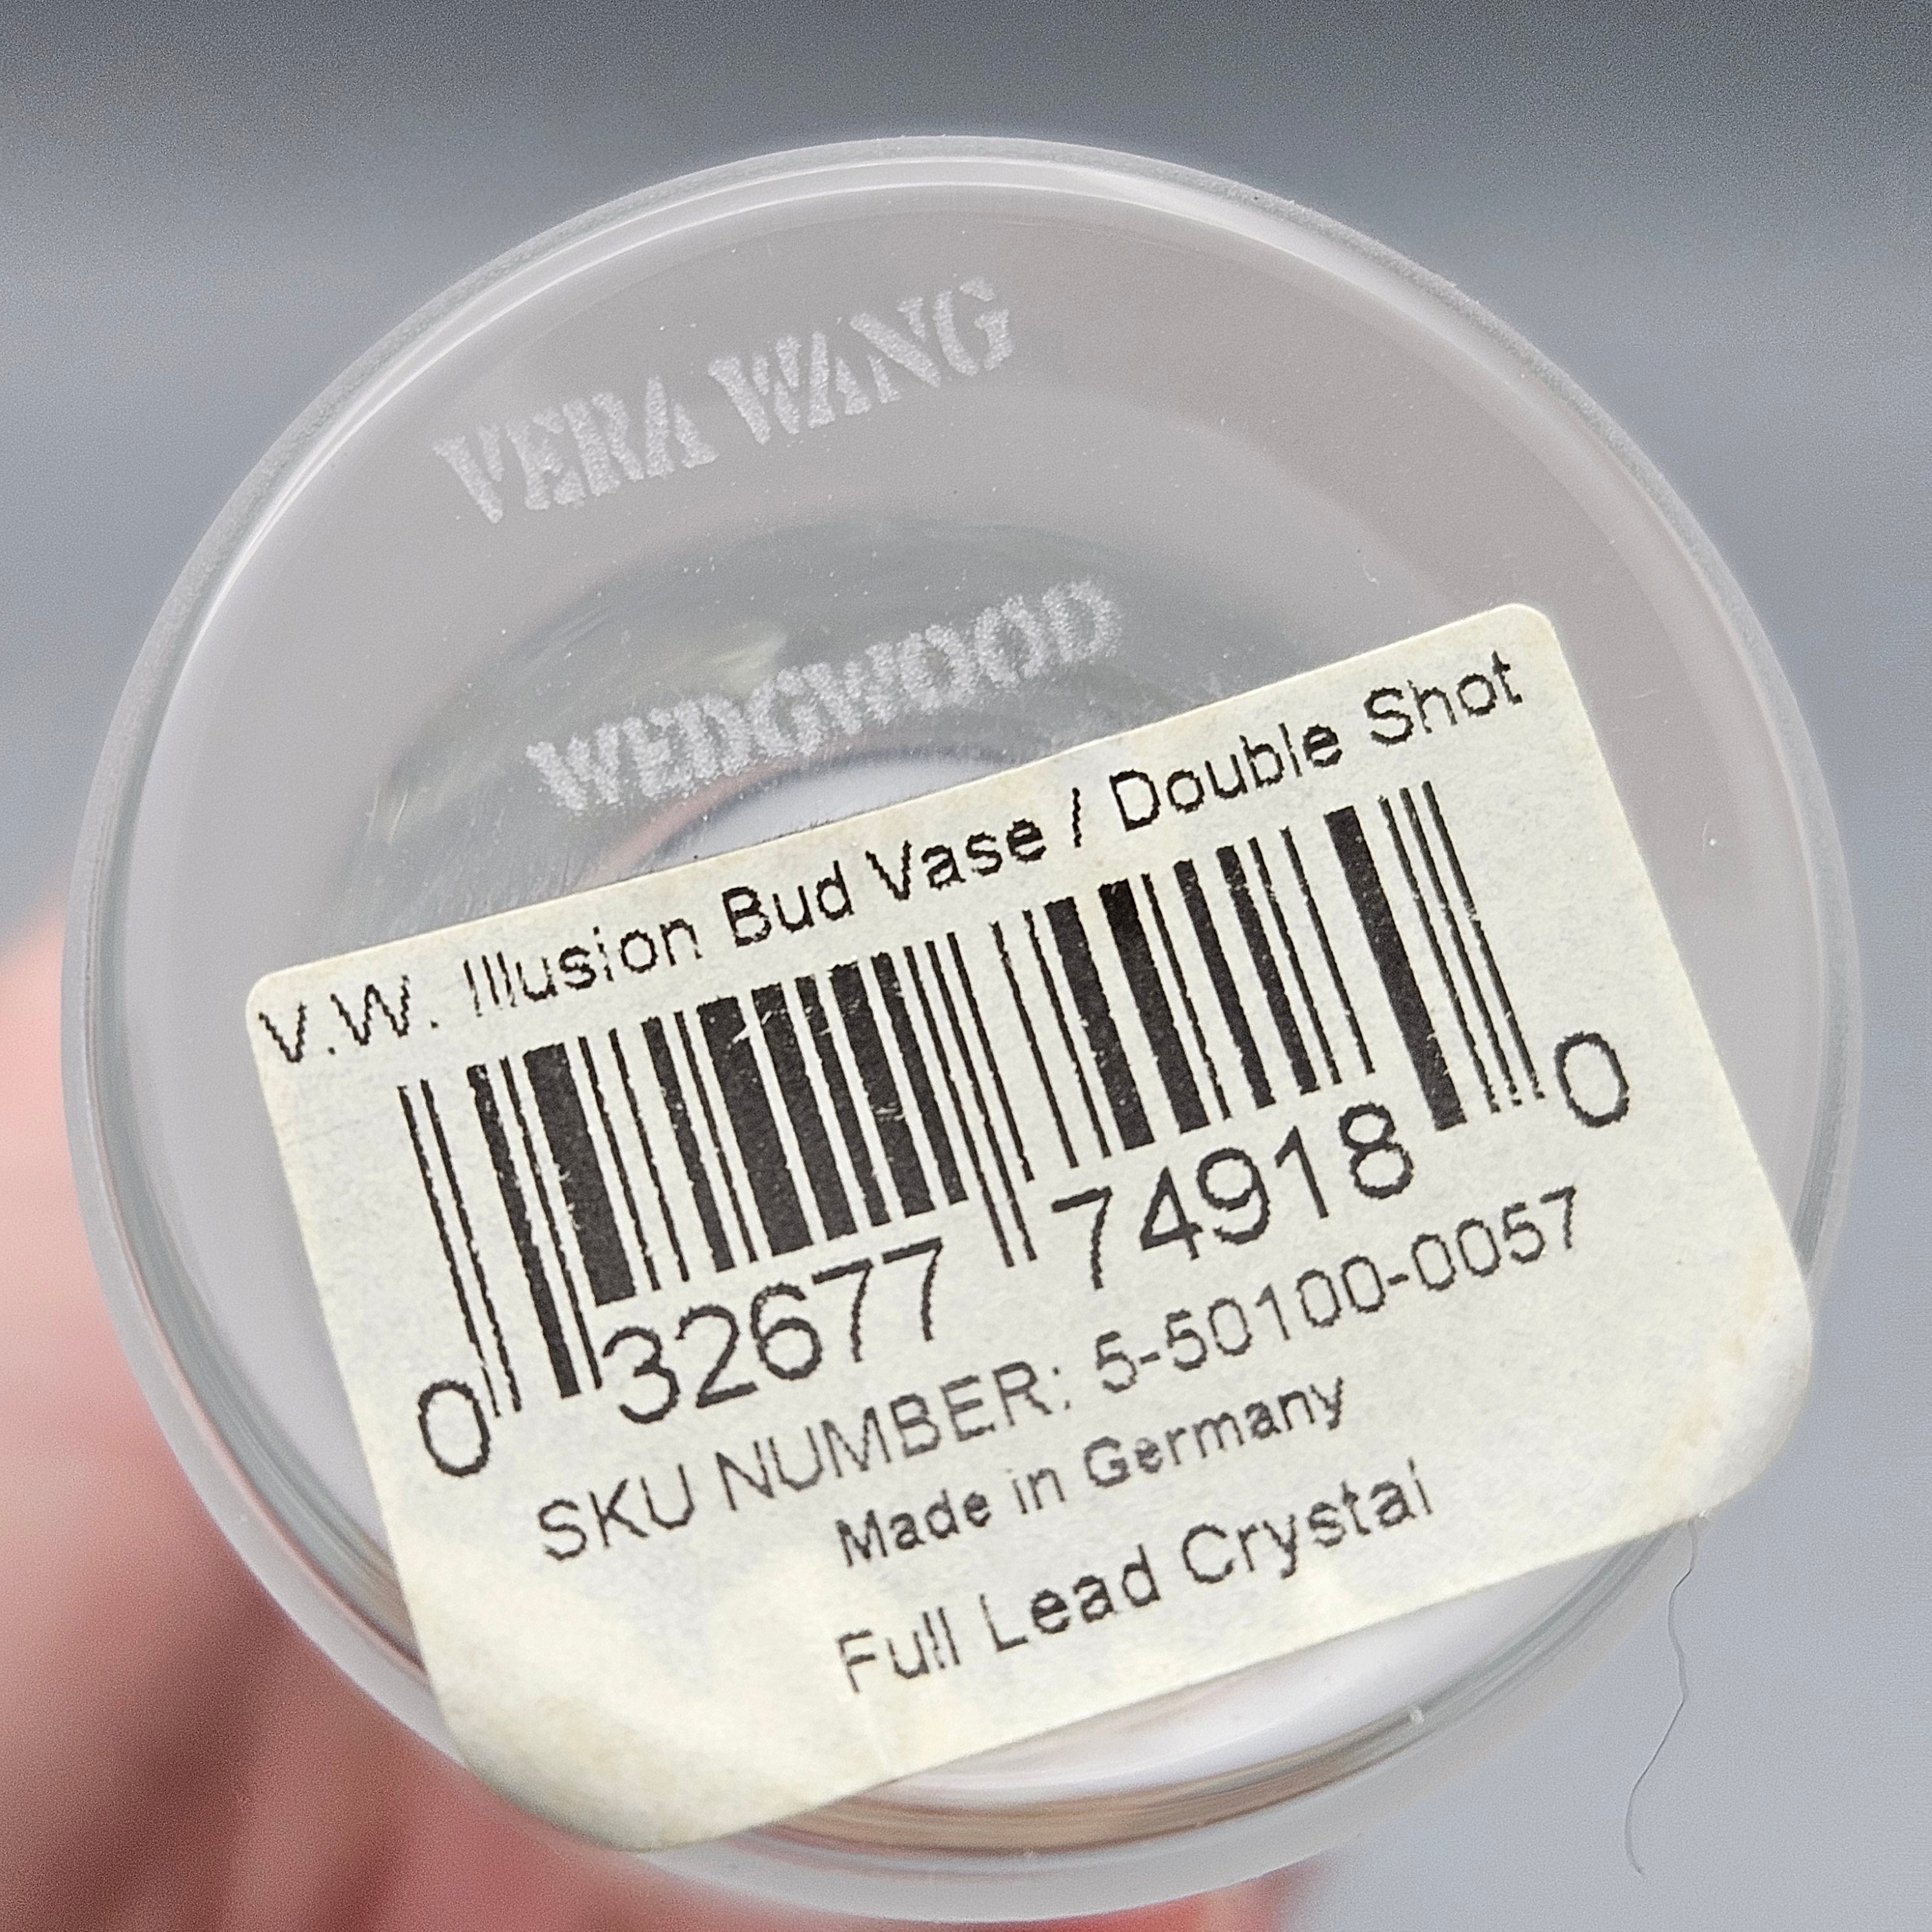 VERA WANG
WEDGWOOD
V.W. Illusion Bud Vase / Double Shot
0 32677 74918 0
SKU NUMBER: 5-50100-0057
Made in Germany
Full Lead Crystal